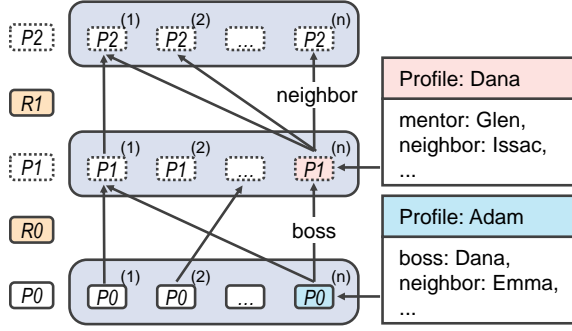 P2
P2 (1) P2 (2) ... P2 (n)
R1
neighbor
P1
P1 (1) P1 (2) ... P1 (n)
R0
boss
P0
P0 (1) P0 (2) ... P0 (n)
Profile: Dana
mentor: Glen,
neighbor: Issac,
...
Profile: Adam
boss: Dana,
neighbor: Emma,
...